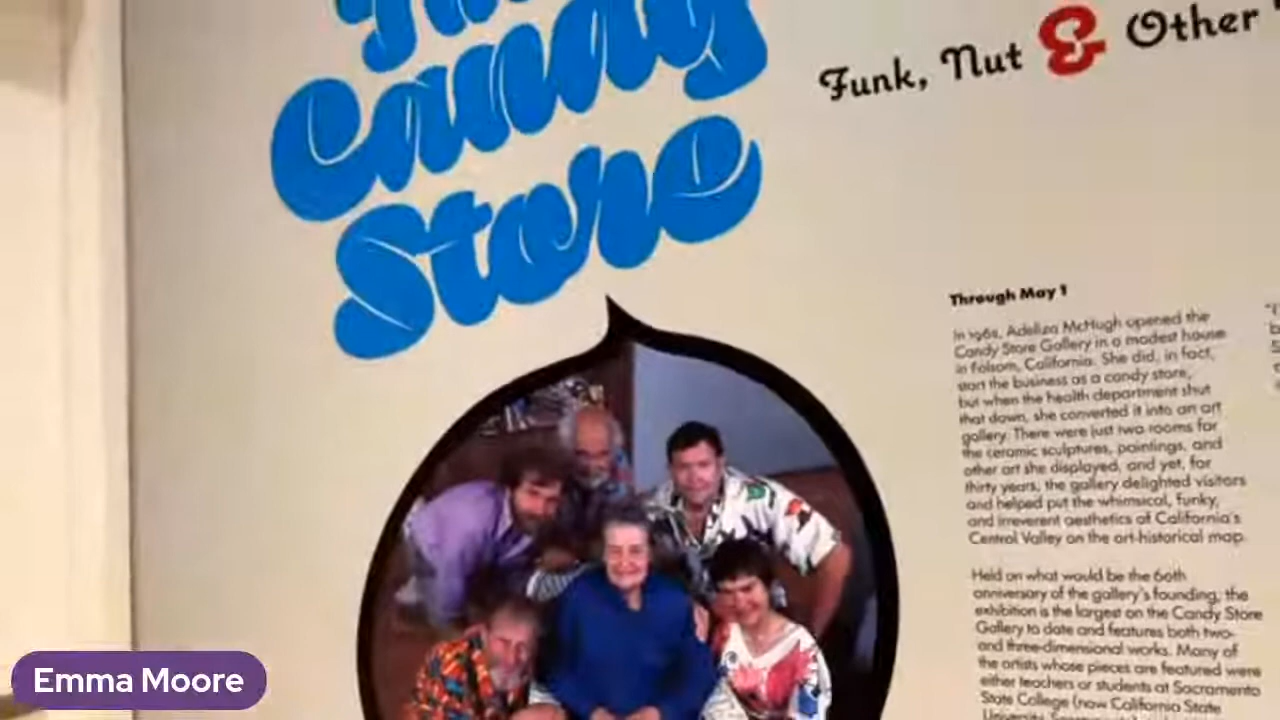 The
Candy
Store
Funk, Nut & Other
Through May 1
In 1962, Adeliza McHugh opened the
Candy Store Gallery in a modest house
in Folsom, California. She did, in fact,
start the business as a candy store,
but when the health department shut
that down, she converted it into an art
gallery. There were just two rooms for
the ceramic sculptures, paintings, and
other art she displayed, and yet, for
thirty years, the gallery delighted visitors
and helped put the whimsical, funky,
and irreverent aesthetics of California's
Central Valley on the art-historical map.
Held on what would be the 60th
anniversary of the gallery's founding, the
exhibition is the largest on the Candy Store
Gallery to date and features both two-
and three-dimensional works. Many of
the artists whose pieces are featured were
either teachers or students at Sacramento
State College (now California State
Emma Moore